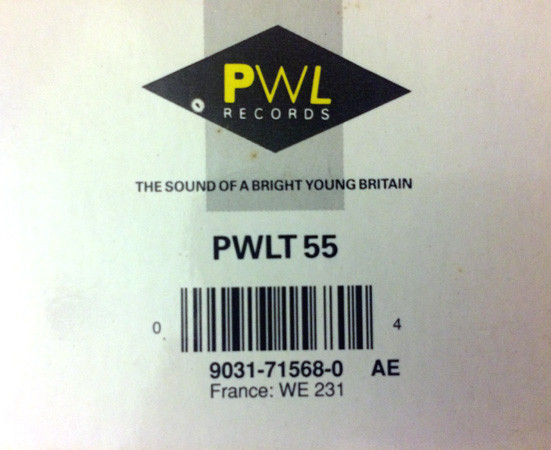 PWL
RECORDS
THE SOUND OF A BRIGHT YOUNG BRITAIN
PWLT 55
0 4
9031-71568-0 AE
France: WE 231